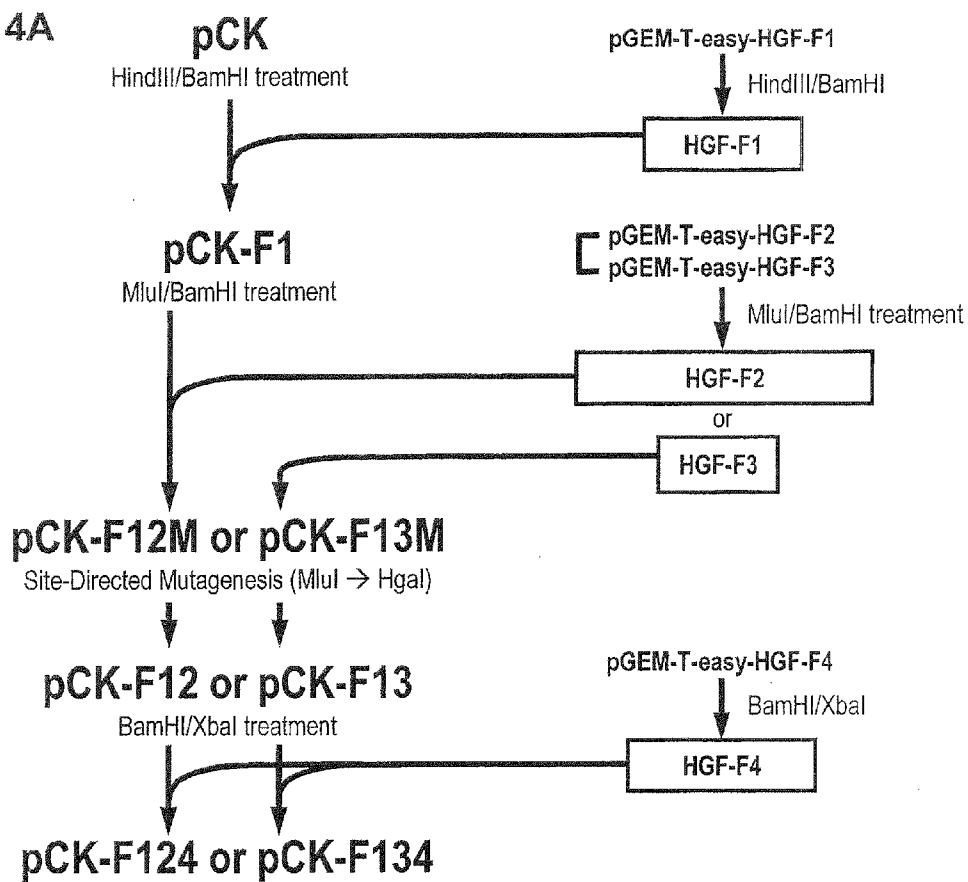 4A
pCK
HindIII/BamHI treatment
pGEM-T-easy-HGF-F1
HindIII/BamHI
HGF-F1
pCK-F1
MluI/BamHI treatment
pGEM-T-easy-HGF-F2
pGEM-T-easy-HGF-F3
MluI/BamHI treatment
HGF-F2
or
HGF-F3
pCK-F12M or pCK-F13M
Site-Directed Mutagenesis (MluI → HgaI)
pCK-F12 or pCK-F13
BamHI/XbaI treatment
pGEM-T-easy-HGF-F4
BamHI/XbaI
HGF-F4
pCK-F124 or pCK-F134